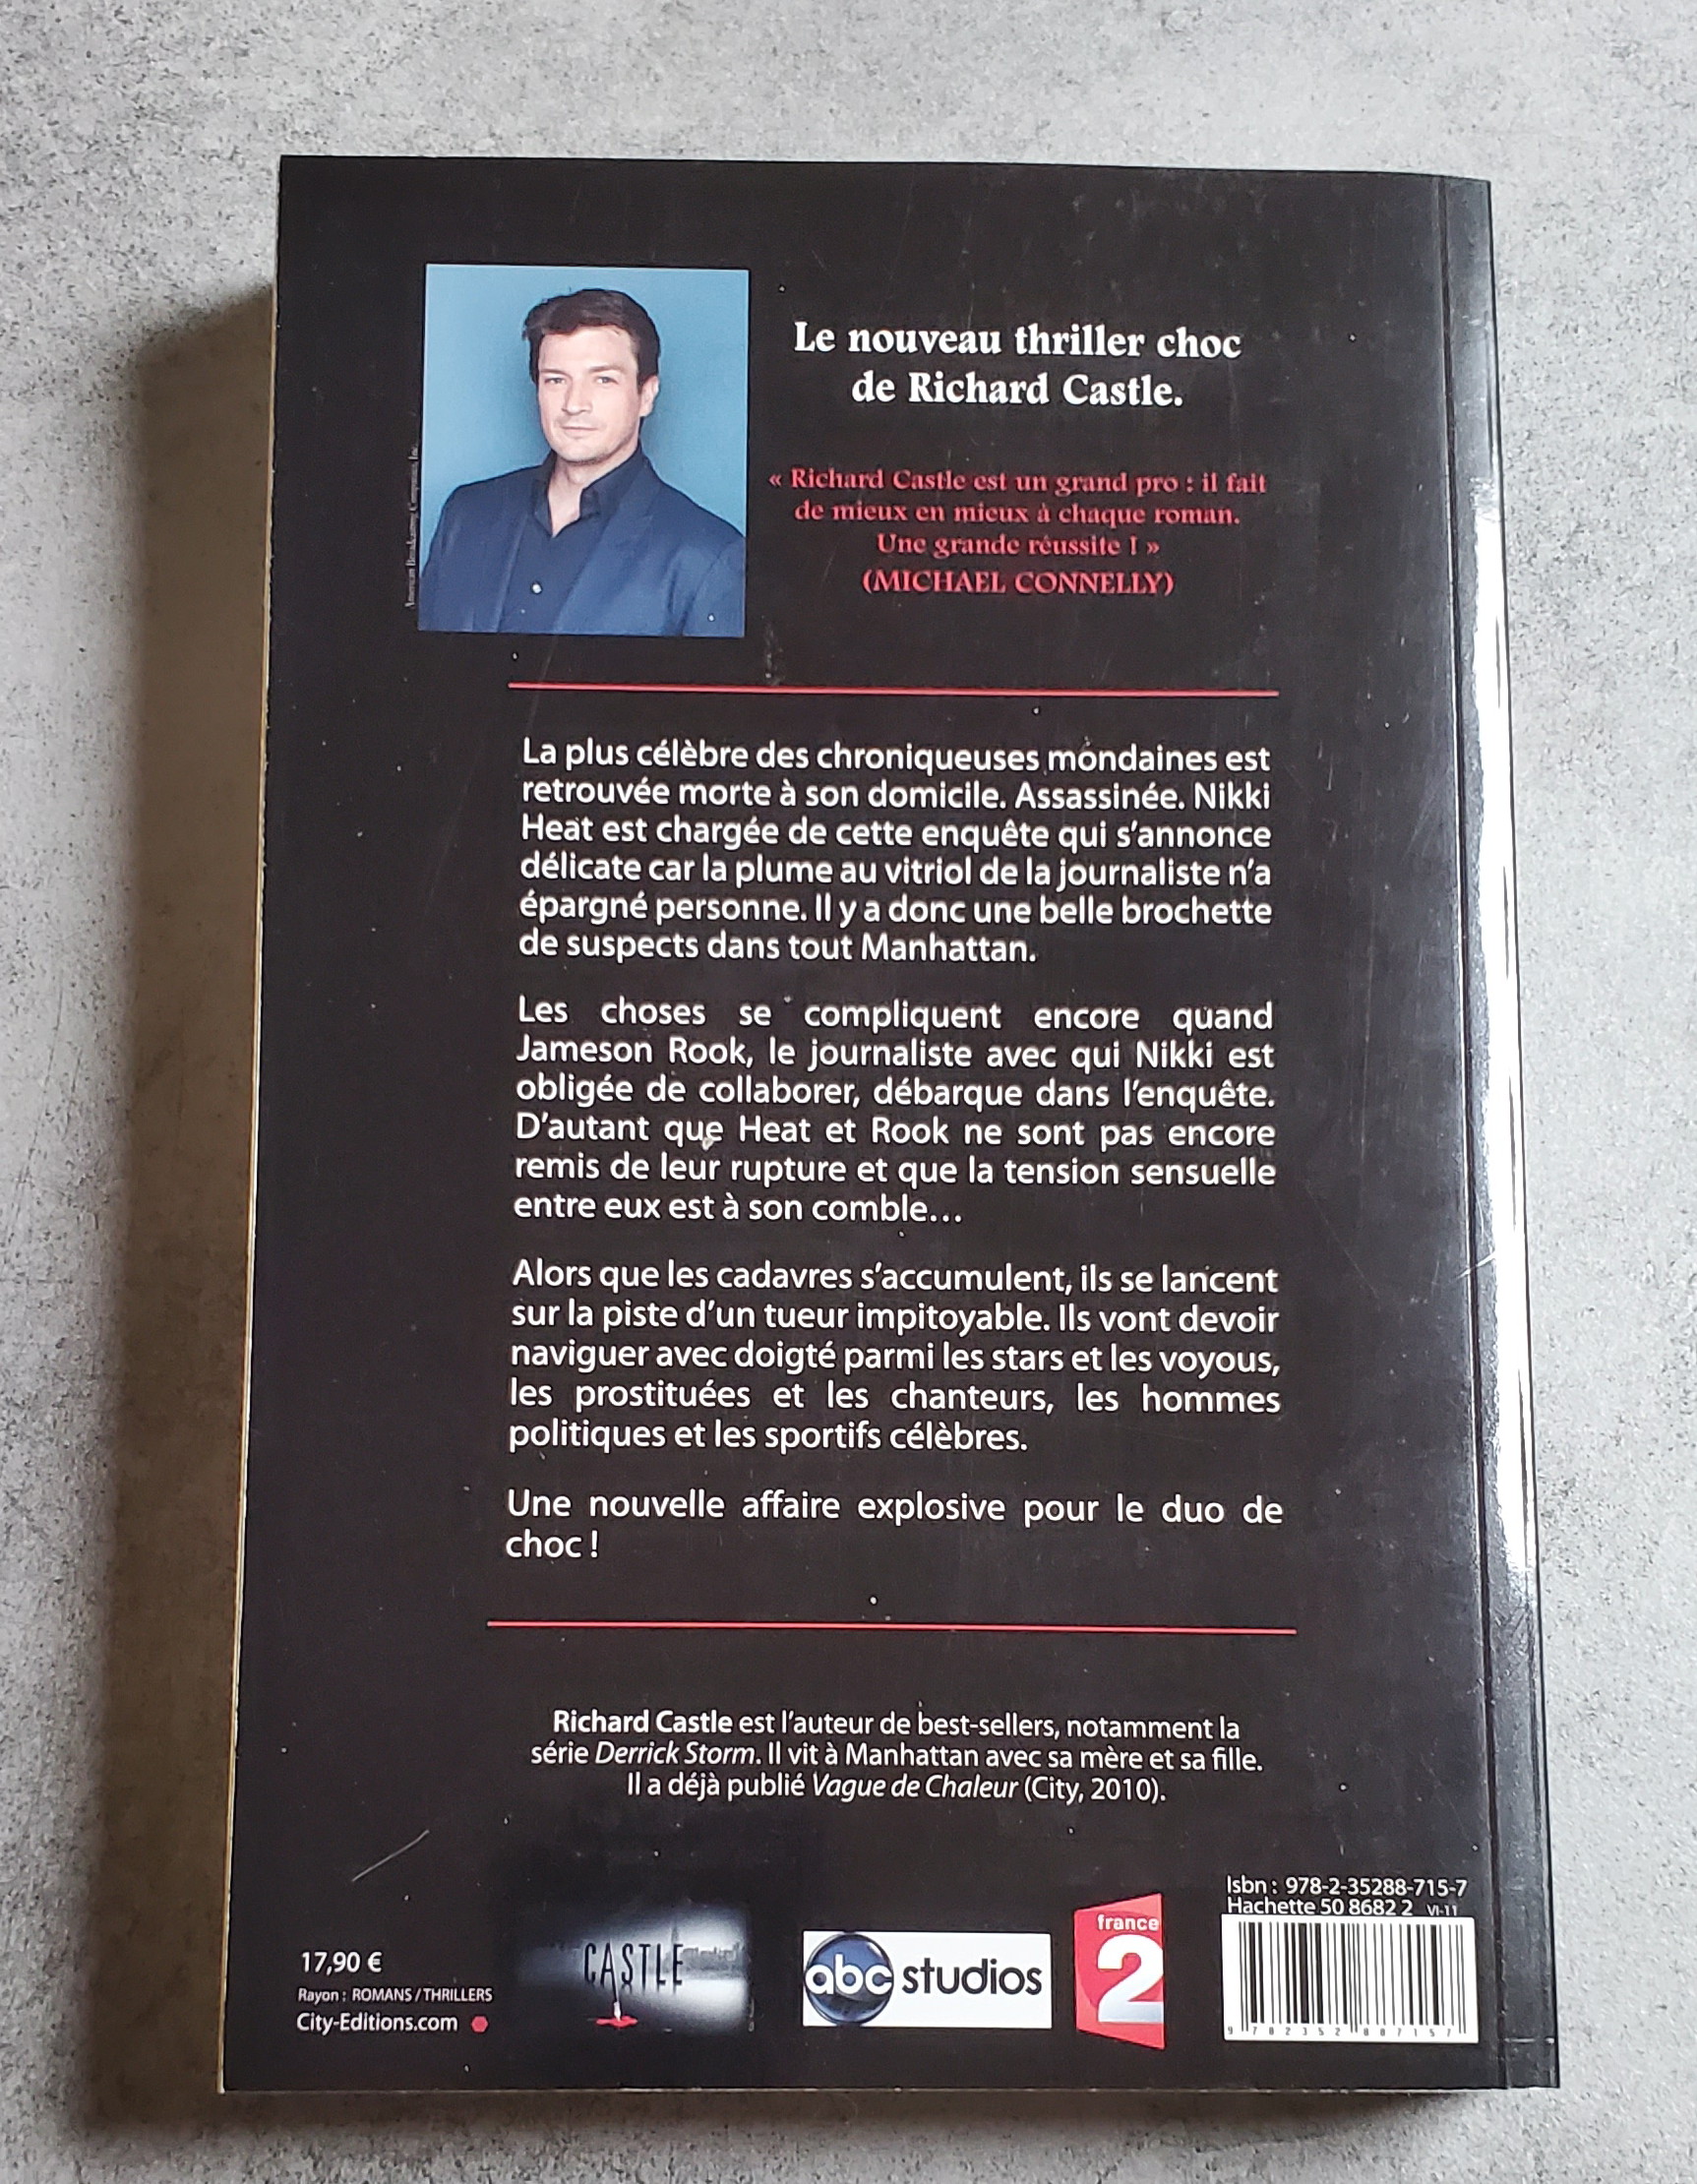 Le nouveau thriller choc
de Richard Castle.
« Richard Castle est un grand pro : il fait
de mieux en mieux à chaque roman.
Une grande réussite ! »
(MICHAEL CONNELLY)
American Broadcasting Companies, Inc.
La plus célèbre des chroniqueuses mondaines est
retrouvée morte à son domicile. Assassinée. Nikki
Heat est chargée de cette enquête qui s'annonce
délicate car la plume au vitriol de la journaliste n'a
épargné personne. Il y a donc une belle brochette
de suspects dans tout Manhattan.
Les choses se compliquent encore quand
Jameson Rook, le journaliste avec qui Nikki est
obligée de collaborer, débarque dans l'enquête.
D'autant que Heat et Rook ne sont pas encore
remis de leur rupture et que la tension sensuelle
entre eux est à son comble…
Alors que les cadavres s'accumulent, ils se lancent
sur la piste d'un tueur impitoyable. Ils vont devoir
naviguer avec doigté parmi les stars et les voyous,
les prostituées et les chanteurs, les hommes
politiques et les sportifs célèbres.
Une nouvelle affaire explosive pour le duo de
choc !
Richard Castle est l'auteur de best-sellers, notamment la
série Derrick Storm. Il vit à Manhattan avec sa mère et sa fille.
Il a déjà publié Vague de Chaleur (City, 2010).
17,90 €
Rayon : ROMANS / THRILLERS
City-Editions.com
CASTLE
abc studios
france
2
Isbn : 978-2-35288-715-7
Hachette 50 8682 2 VI-11
9 782352 887157